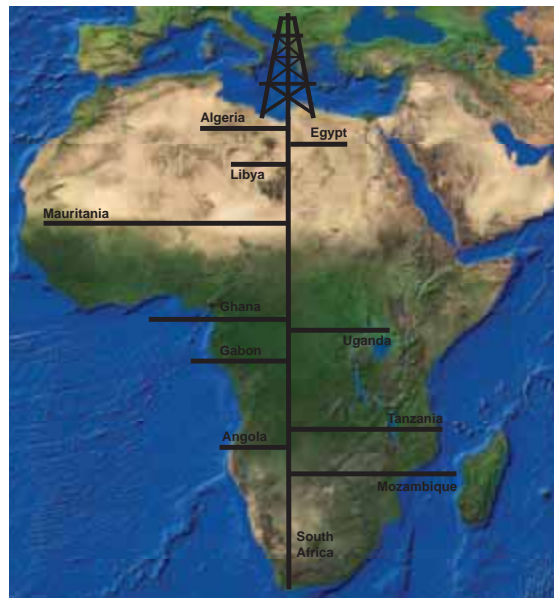 Algeria
Egypt
Libya
Mauritania
Ghana
Uganda
Gabon
Tanzania
Angola
Mozambique
South
Africa